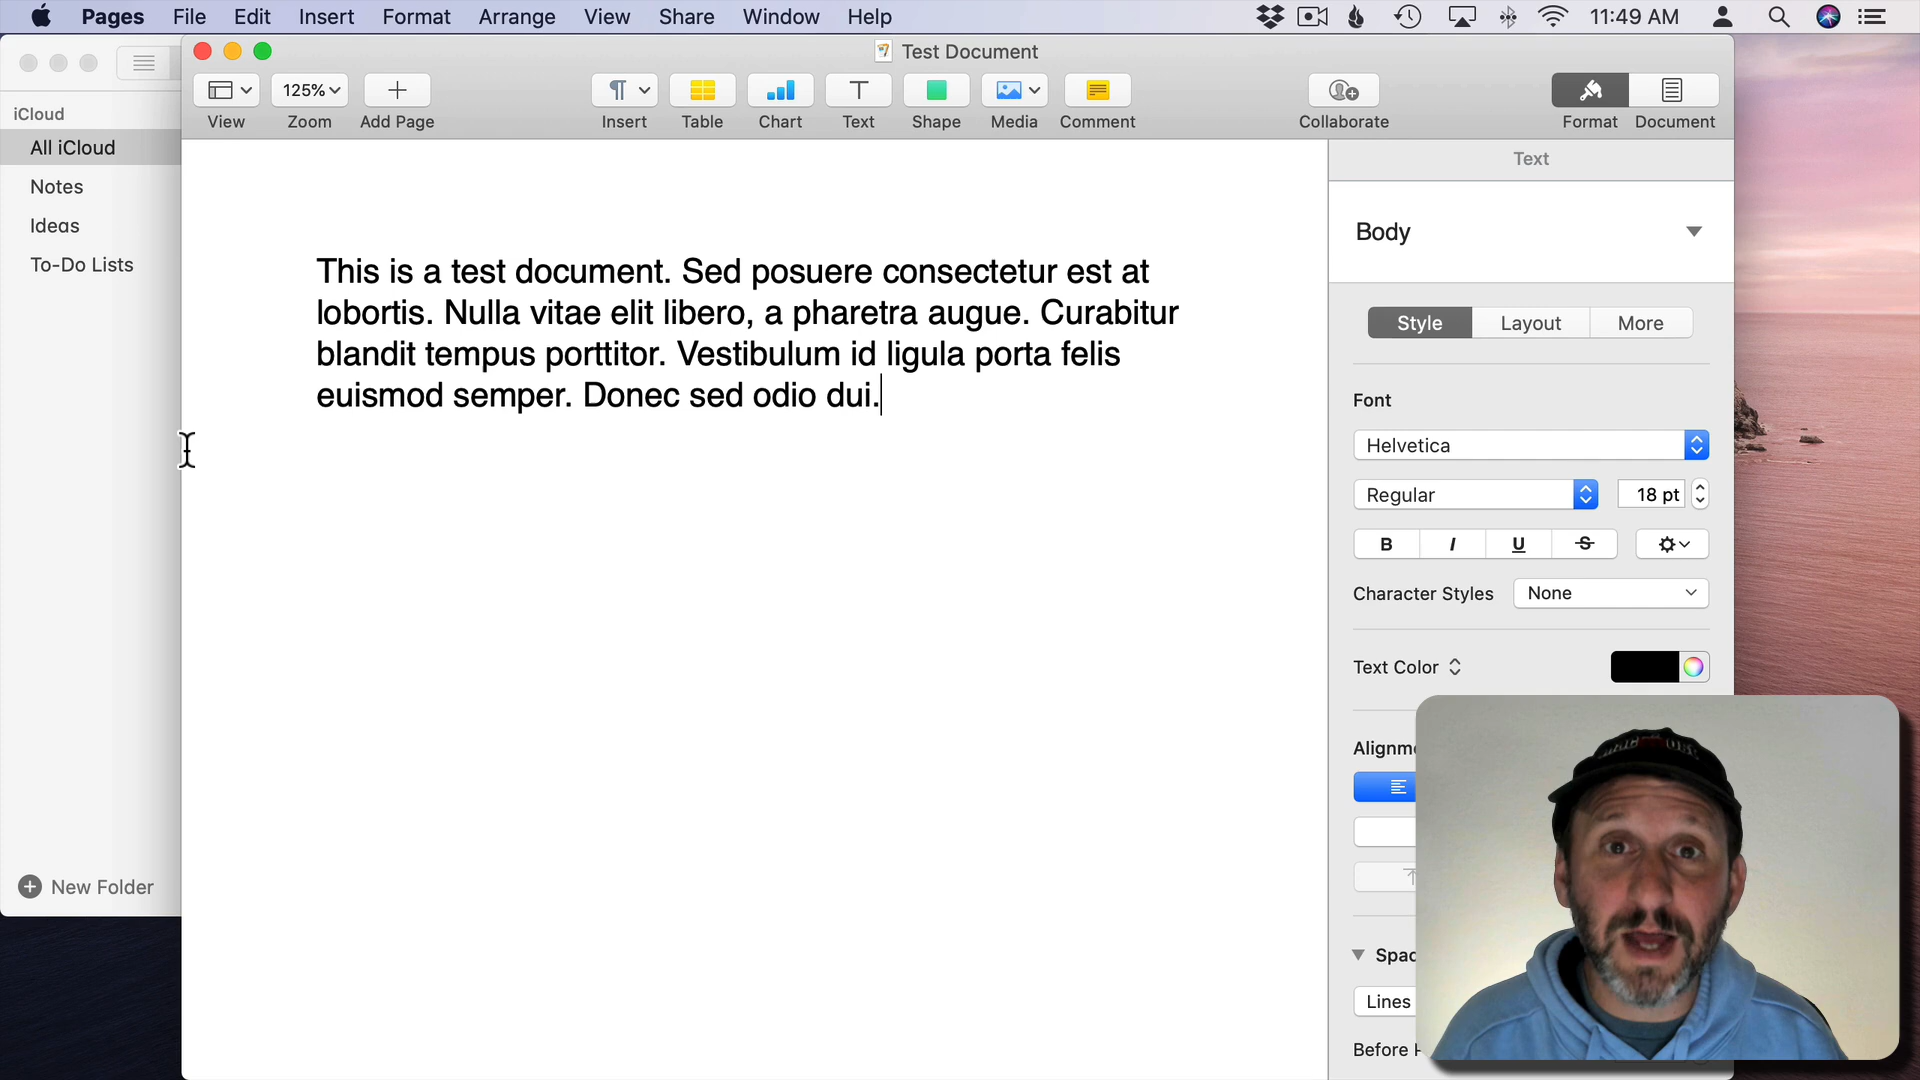 Pages File Edit Insert Format Arrange View Share Window Help
11:49 AM
Test Document
125%
View Zoom Add Page Insert Table Chart Text Shape Media Comment Collaborate Format Document
iCloud
All iCloud
Notes
Ideas
To-Do Lists
New Folder
This is a test document. Sed posuere consectetur est at
lobortis. Nulla vitae elit libero, a pharetra augue. Curabitur
blandit tempus porttitor. Vestibulum id ligula porta felis
euismod semper. Donec sed odio dui.
Text
Body
Style Layout More
Font
Helvetica
Regular 18 pt
B I U S
Character Styles None
Text Color
Alignme
Spac
Lines
Before